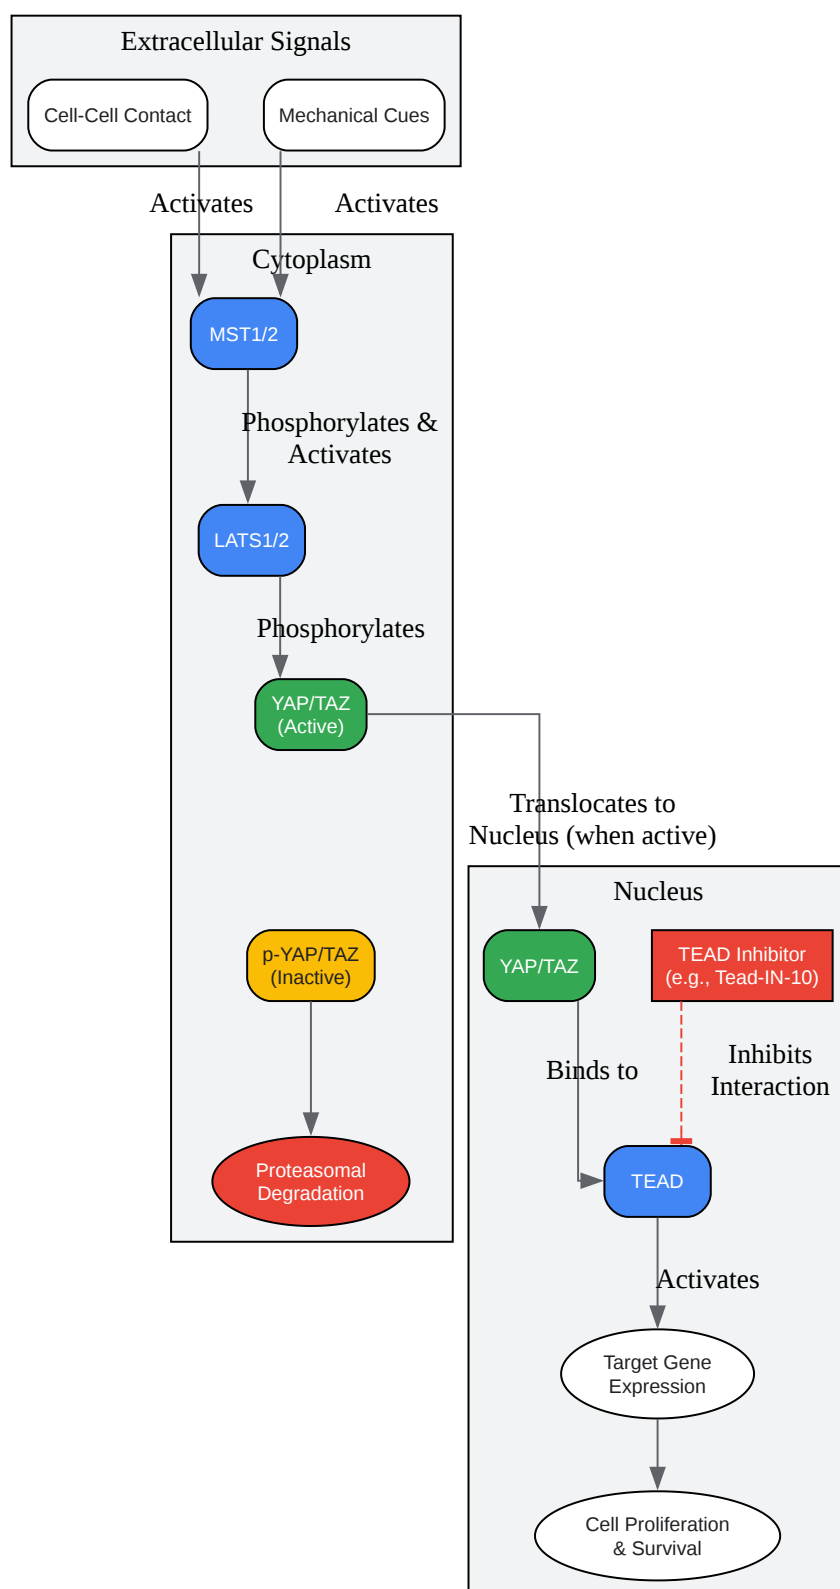 Extracellular Signals
Cell-Cell Contact
Mechanical Cues
Activates
Activates
Cytoplasm
MST1/2
Phosphorylates &
Activates
LATS1/2
Phosphorylates
YAP/TAZ
(Active)
Translocates to
Nucleus (when active)
Nucleus
p-YAP/TAZ
(Inactive)
YAP/TAZ
TEAD Inhibitor
(e.g., Tead-IN-10)
Binds to
Inhibits
Interaction
Proteasomal
Degradation
TEAD
Activates
Target Gene
Expression
Cell Proliferation
& Survival